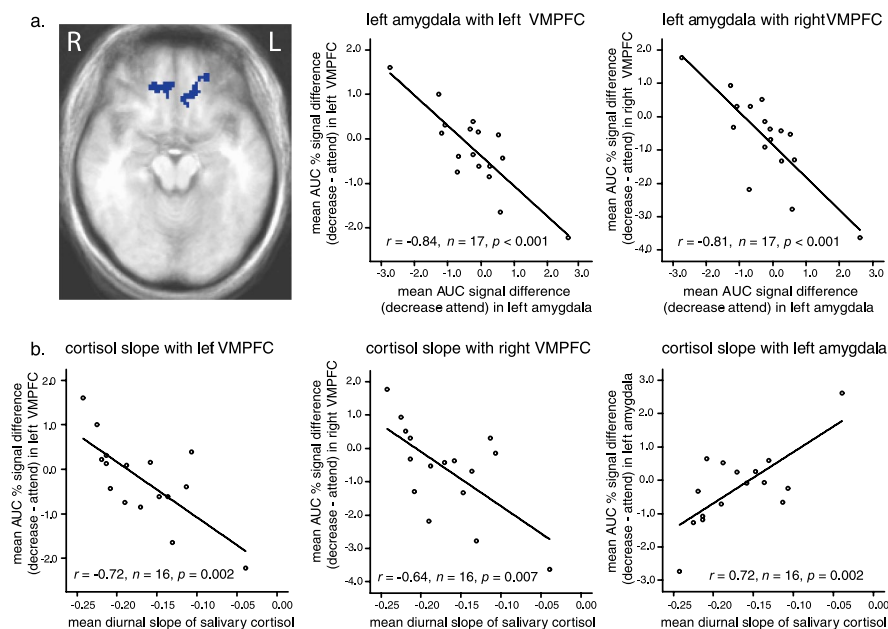 a.
R
L
left amygdala with left VMPFC
mean AUC % signal difference
(decrease - attend) in left VMPFC
2.0
1.0
0.0
-1.0
-2.0
r = -0.84, n = 17, p < 0.001
-3.0 -2.0 -1.0 0.0 1.0 2.0 3.0
mean AUC signal difference
(decrease attend) in left amygdala
left amygdala with rightVMPFC
mean AUC % signal difference
(decrease - attend) in right VMPFC
2.0
1.0
0.0
-1.0
-2.0
-3.0
-4.0
r = -0.81, n = 17, p < 0.001
-3.0 -2.0 -1.0 0.0 1.0 2.0 3.0
mean AUC signal difference
(decrease attend) in left amygdala
b.
cortisol slope with lef VMPFC
mean AUC % signal difference
(decrease - attend) in left VMPFC
2.0
1.0
0.0
-1.0
-2.0
r = -0.72, n = 16, p = 0.002
-0.25 -0.20 -0.15 -0.10 -0.05 0.00
mean diurnal slope of salivary cortisol
cortisol slope with right VMPFC
mean AUC % signal difference
(decrease - attend) in right VMPFC
2.0
1.0
0.0
-1.0
-2.0
-3.0
-4.0
r = -0.64, n = 16, p = 0.007
-0.25 -0.20 -0.15 -0.10 -0.05 0.00
mean diurnal slope of salivary cortisol
cortisol slope with left amygdala
mean AUC % signal difference
(decrease - attend) in left amygdala
3.0
2.0
1.0
0.0
-1.0
-2.0
-3.0
r = 0.72, n = 16, p = 0.002
-0.25 -0.20 -0.15 -0.10 -0.05 0.00
mean diurnal slope of salivary cortisol